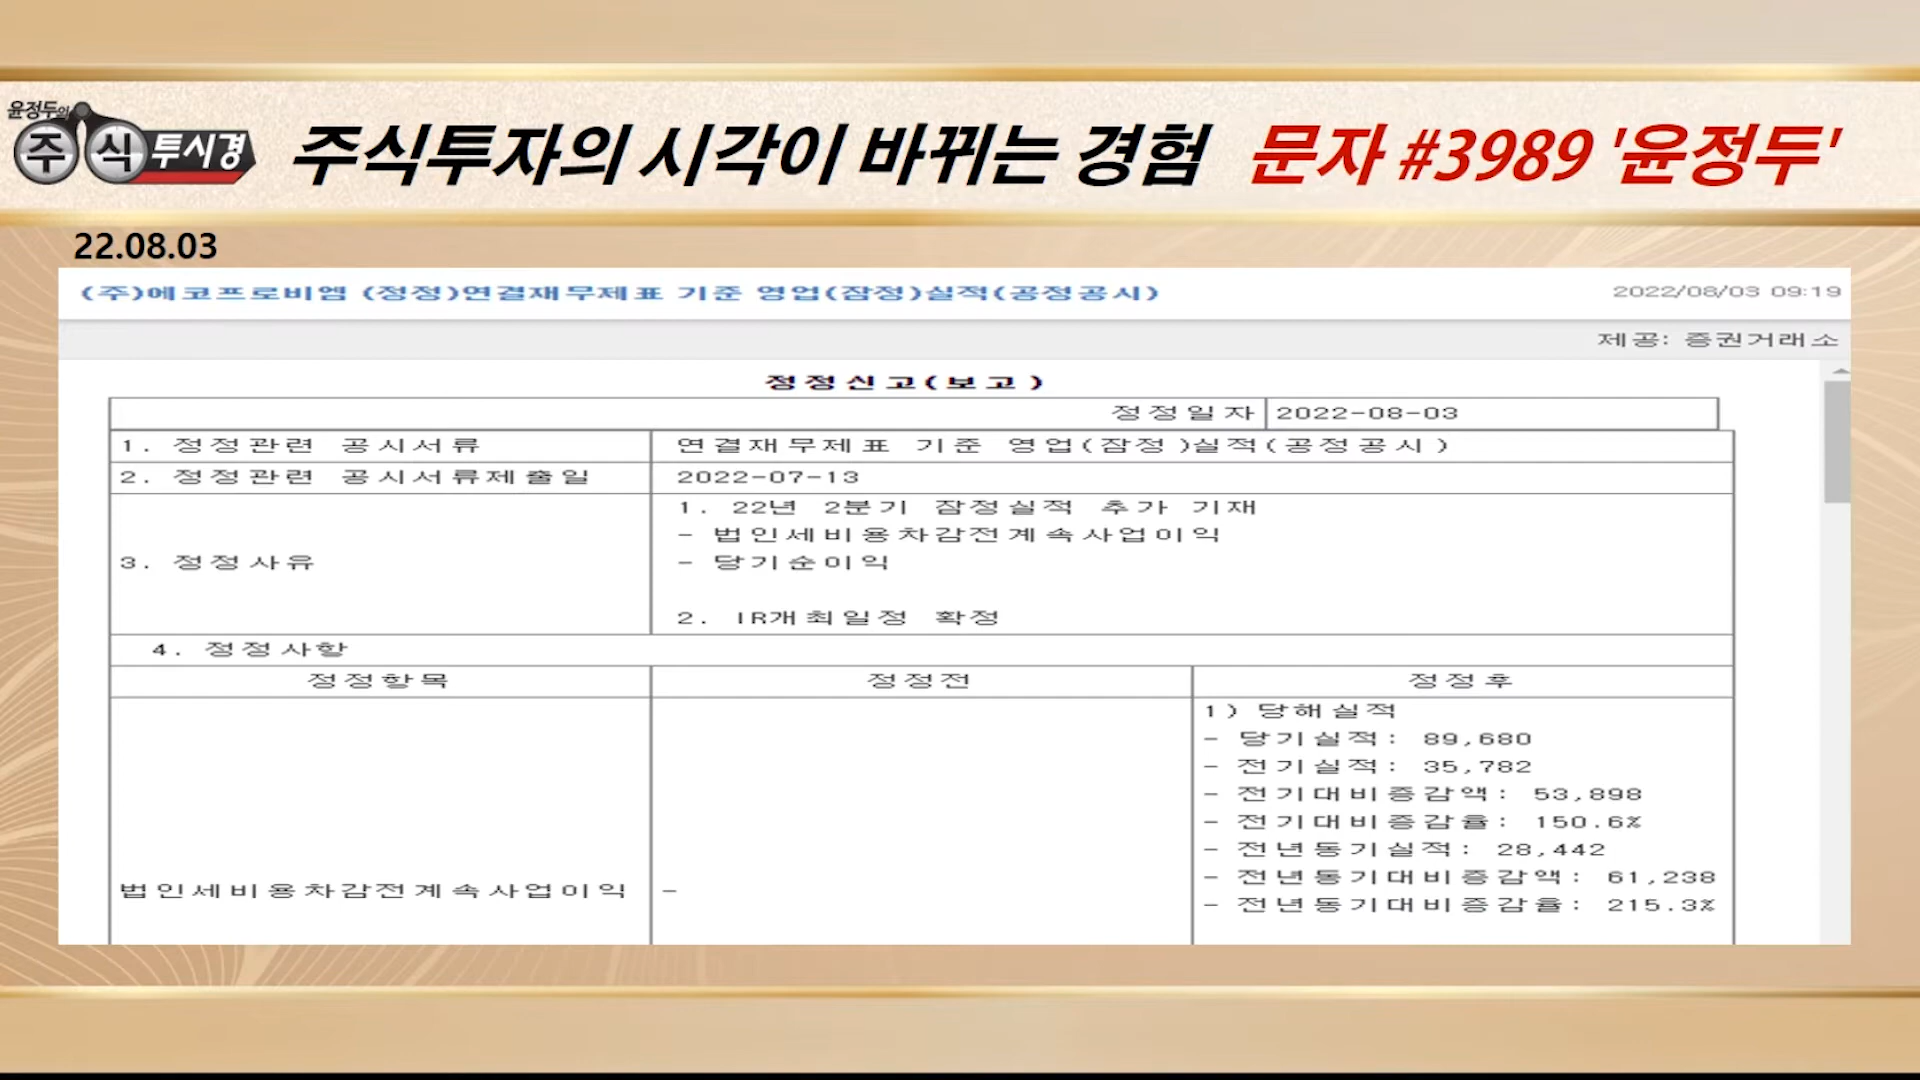 윤정두의
주식투시경
주식투자의 시각이 바뀌는 경험 문자 #3989 '윤정두'
22.08.03
(주)에코프로비엠 (정정)연결재무제표 기준 영업(잠정)실적(공정공시) 2022/08/03 09:19
제공: 증권거래소
정정신고(보고)
정정일자 2022-08-03
1. 정정관련 공시서류 연결재무제표 기준 영업(잠정)실적(공정공시)
2. 정정관련 공시서류제출일 2022-07-13
3. 정정사유
1. 22년 2분기 잠정실적 추가 기재
- 법인세비용차감전계속사업이익
- 당기순이익
2. IR개최일정 확정
4. 정정사항
정정항목 정정전 정정후
법인세비용차감전계속사업이익 -
1) 당해실적
- 당기실적: 89,680
- 전기실적: 35,782
- 전기대비증감액: 53,898
- 전기대비증감율: 150.6%
- 전년동기실적: 28,442
- 전년동기대비증감액: 61,238
- 전년동기대비증감율: 215.3%